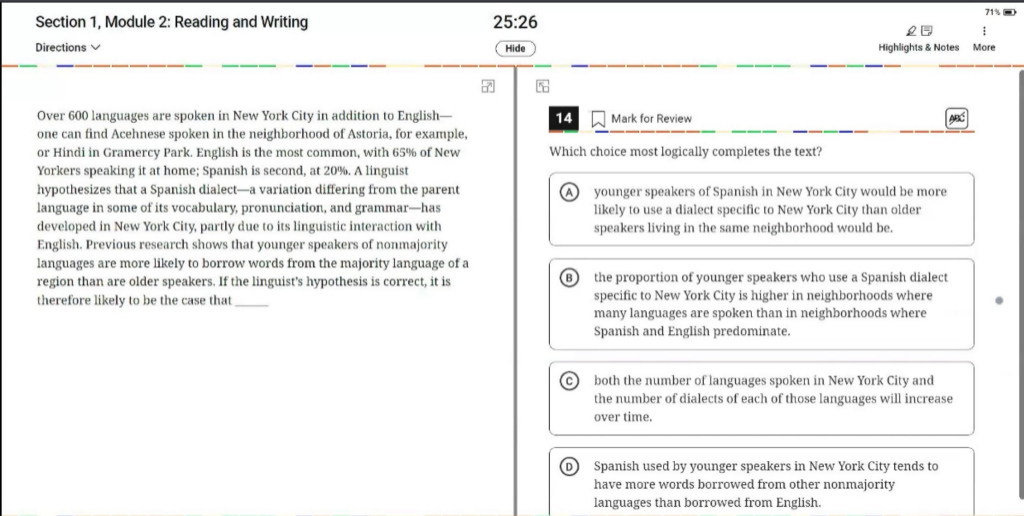 71%
Section 1, Module 2: Reading and Writing
25:26
Directions
Hide
Highlights & Notes
More
Over 600 languages are spoken in New York City in addition to English—
one can find Acehnese spoken in the neighborhood of Astoria, for example,
or Hindi in Gramercy Park. English is the most common, with 65% of New
Yorkers speaking it at home; Spanish is second, at 20%. A linguist
hypothesizes that a Spanish dialect—a variation differing from the parent
language in some of its vocabulary, pronunciation, and grammar—has
developed in New York City, partly due to its linguistic interaction with
English. Previous research shows that younger speakers of nonmajority
languages are more likely to borrow words from the majority language of a
region than are older speakers. If the linguist's hypothesis is correct, it is
therefore likely to be the case that ______
14
Mark for Review
ABC
Which choice most logically completes the text?
A
younger speakers of Spanish in New York City would be more
likely to use a dialect specific to New York City than older
speakers living in the same neighborhood would be.
B
the proportion of younger speakers who use a Spanish dialect
specific to New York City is higher in neighborhoods where
many languages are spoken than in neighborhoods where
Spanish and English predominate.
C
both the number of languages spoken in New York City and
the number of dialects of each of those languages will increase
over time.
D
Spanish used by younger speakers in New York City tends to
have more words borrowed from other nonmajority
languages than borrowed from English.